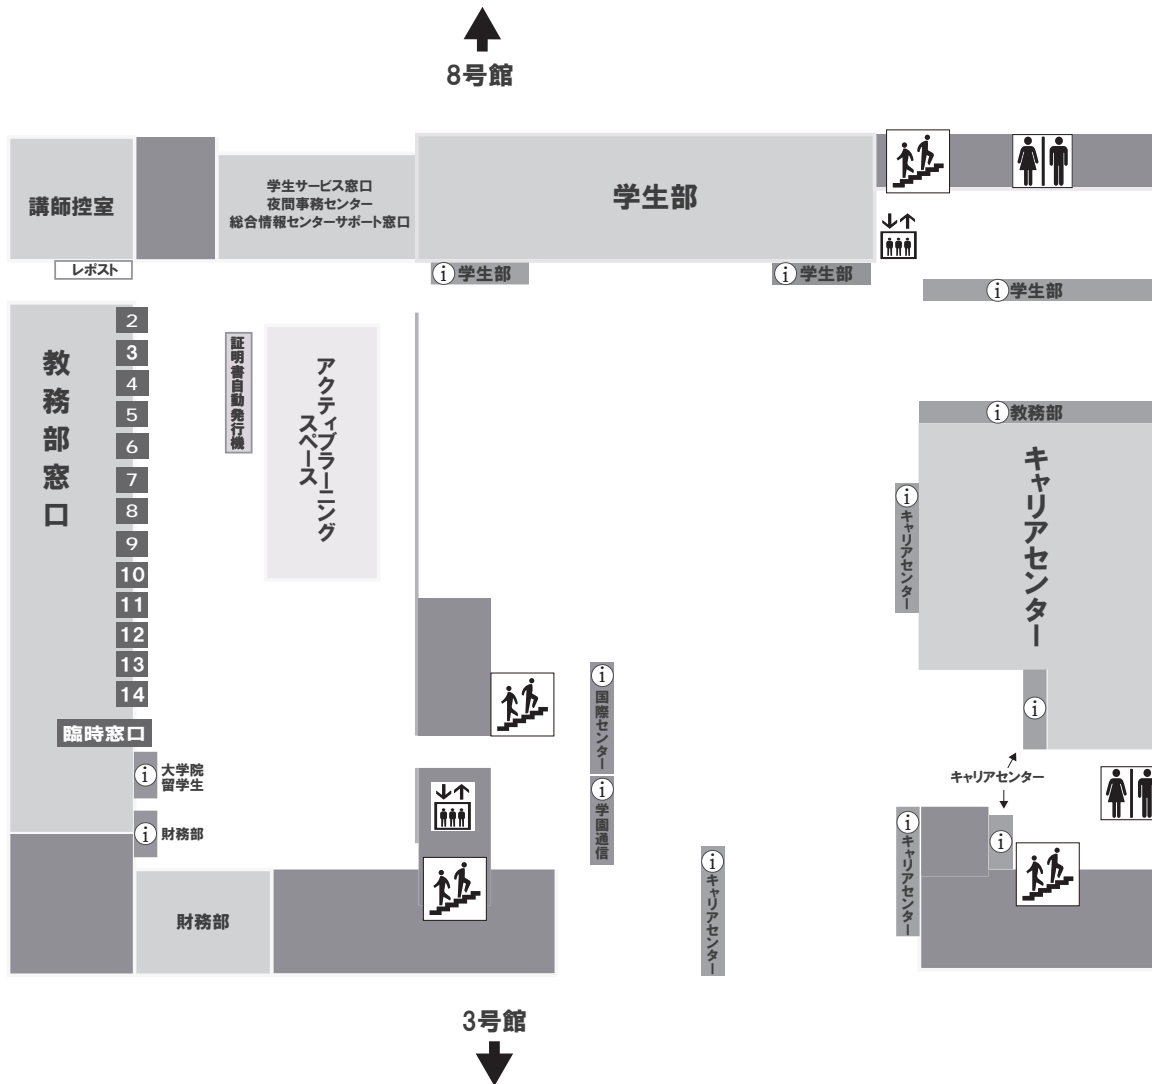 8号館
講師控室
学生サービス窓口
夜間事務センター
総合情報センターサポート窓口
学生部
レポスト
i 学生部
i 学生部
i 学生部
教務部窓口
2
3
4
5
6
7
8
9
10
11
12
13
14
臨時窓口
証明書自動発行機
アクティブラーニング
スペース
i 教務部
キャリアセンター
i キャリアセンター
i
i 国際センター
i 学園通信
キャリアセンター
i 大学院
留学生
i 財務部
i キャリアセンター
i
i キャリアセンター
財務部
3号館